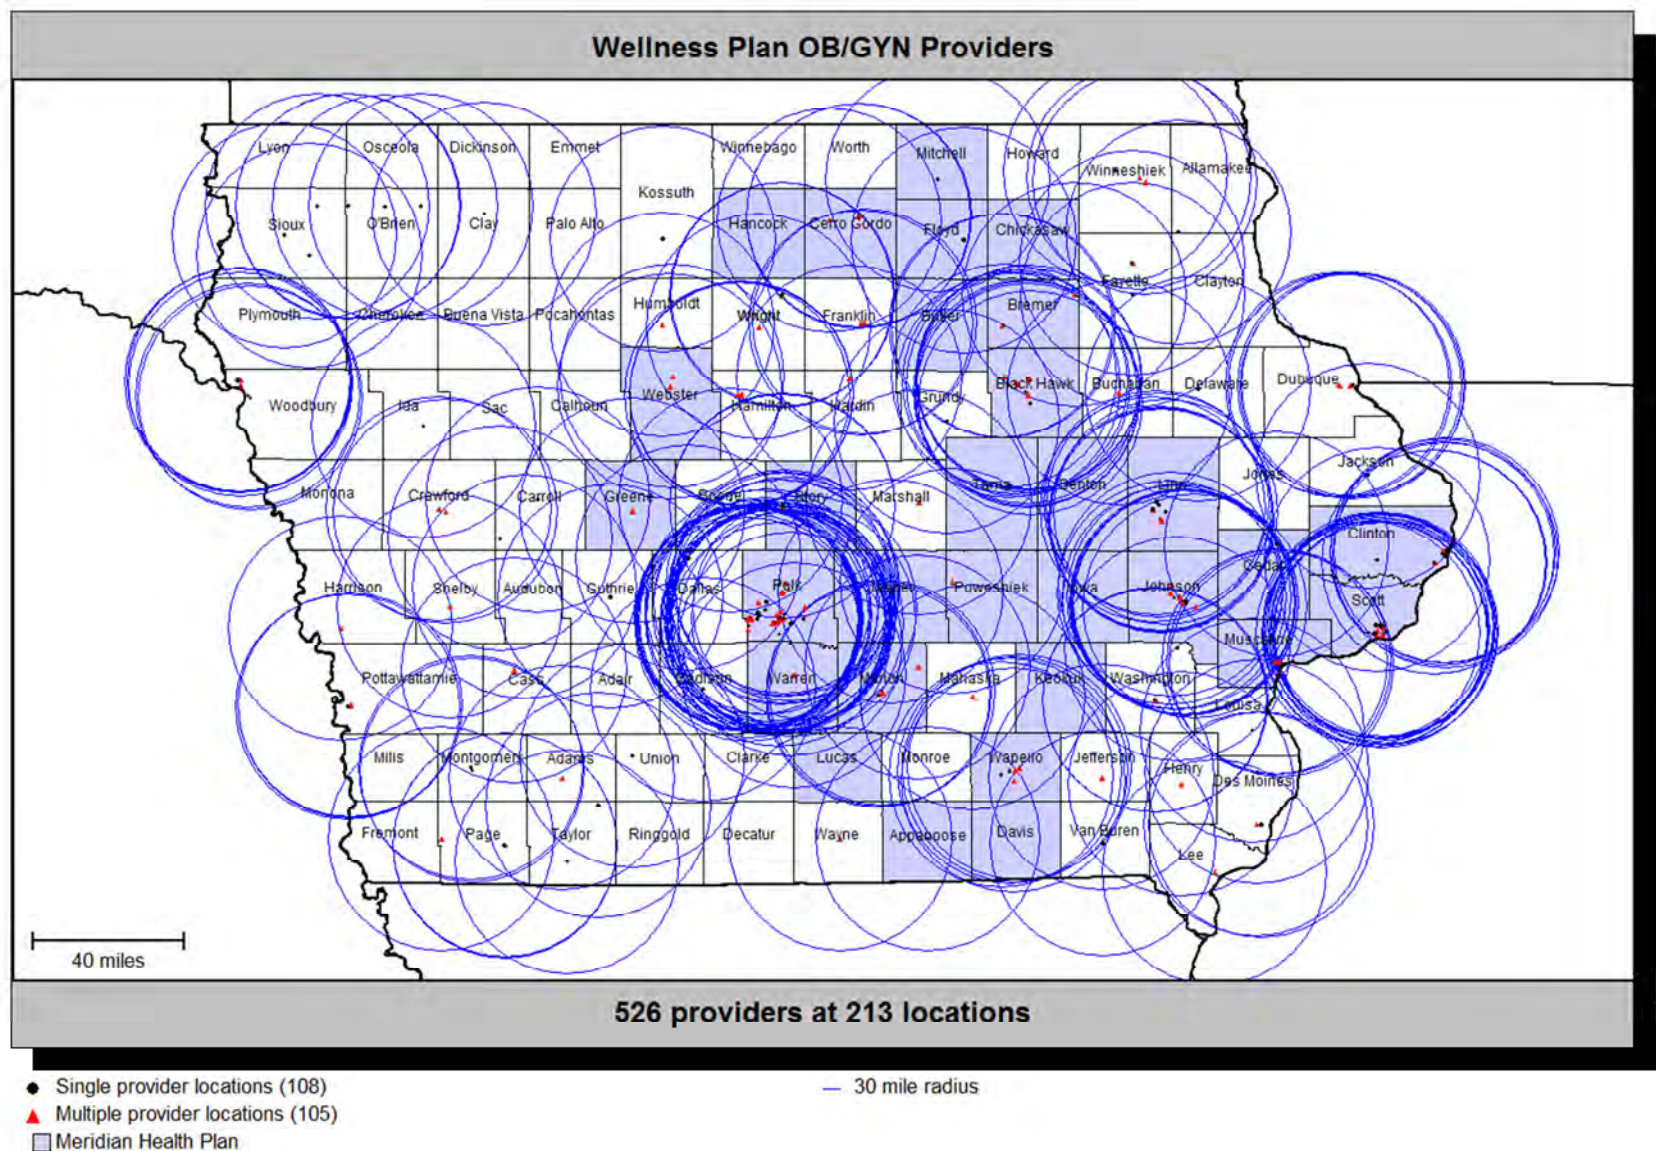 Wellness Plan OB/GYN Providers
Lyon Osceola Dickinson Emmet Winnebago Worth Mitchell Howard Winneshiek Allamakee
Kossuth
Sioux O'Brien Clay Palo Alto Hancock Cerro Gordo Floyd Chickasaw
Fayette Clayton
Plymouth Cherokee Buena Vista Pocahontas Humboldt Wright Franklin Butler Bremer
Woodbury Ida Sac Calhoun Webster Hamilton Hardin Grundy Black Hawk Buchanan Delaware Dubuque
Monona Crawford Carroll Greene Boone Story Marshall Tama Benton Linn Jones Jackson
Clinton
Harrison Shelby Audubon Guthrie Dallas Polk Jasper Poweshiek Iowa Johnson Cedar
Scott
Muscatine
Pottawattamie Cass Adair Madison Warren Marion Mahaska Keokuk Washington
Louisa
Mills Montgomery Adams Union Clarke Lucas Monroe Wapello Jefferson Henry
Des Moines
Fremont Page Taylor Ringgold Decatur Wayne Appanoose Davis Van Buren
Lee
40 miles
526 providers at 213 locations
Single provider locations (108) 30 mile radius
Multiple provider locations (105)
Meridian Health Plan